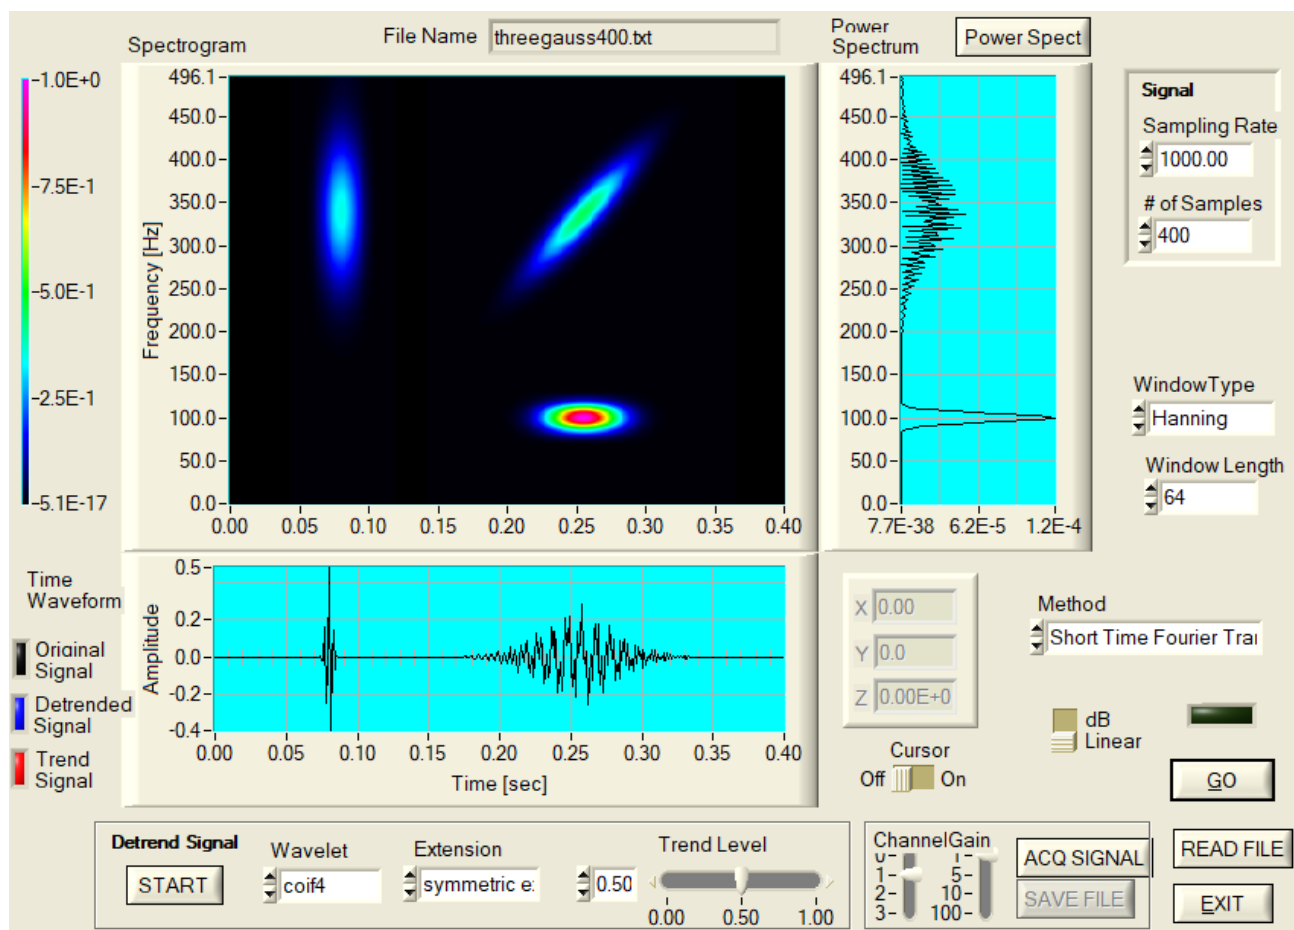 Spectrogram
File Name threegauss400.txt
Power
Spectrum
Power Spect
-1.0E+0
-7.5E-1
-5.0E-1
-2.5E-1
-5.1E-17
Frequency [Hz]
496.1
450.0
400.0
350.0
300.0
250.0
200.0
150.0
100.0
50.0
0.0
0.00 0.05 0.10 0.15 0.20 0.25 0.30 0.35 0.40
496.1
450.0
400.0
350.0
300.0
250.0
200.0
150.0
100.0
50.0
0.0
7.7E-38 6.2E-5 1.2E-4
Signal
Sampling Rate
1000.00
# of Samples
400
WindowType
Hanning
Window Length
64
Time
Waveform
Original
Signal
Detrended
Signal
Trend
Signal
Amplitude
0.5
0.2
0.0
-0.2
-0.4
0.00 0.05 0.10 0.15 0.20 0.25 0.30 0.35 0.40
Time [sec]
X 0.00
Y 0.0
Z 0.00E+0
Cursor
Off On
Method
Short Time Fourier Tra
dB
Linear
GO
Detrend Signal
START
Wavelet
coif4
Extension
symmetric e
0.50
Trend Level
0.00 0.50 1.00
ChannelGain
0-
1-
2-
3-
1-
5-
10-
100-
ACQ SIGNAL
SAVE FILE
READ FILE
EXIT